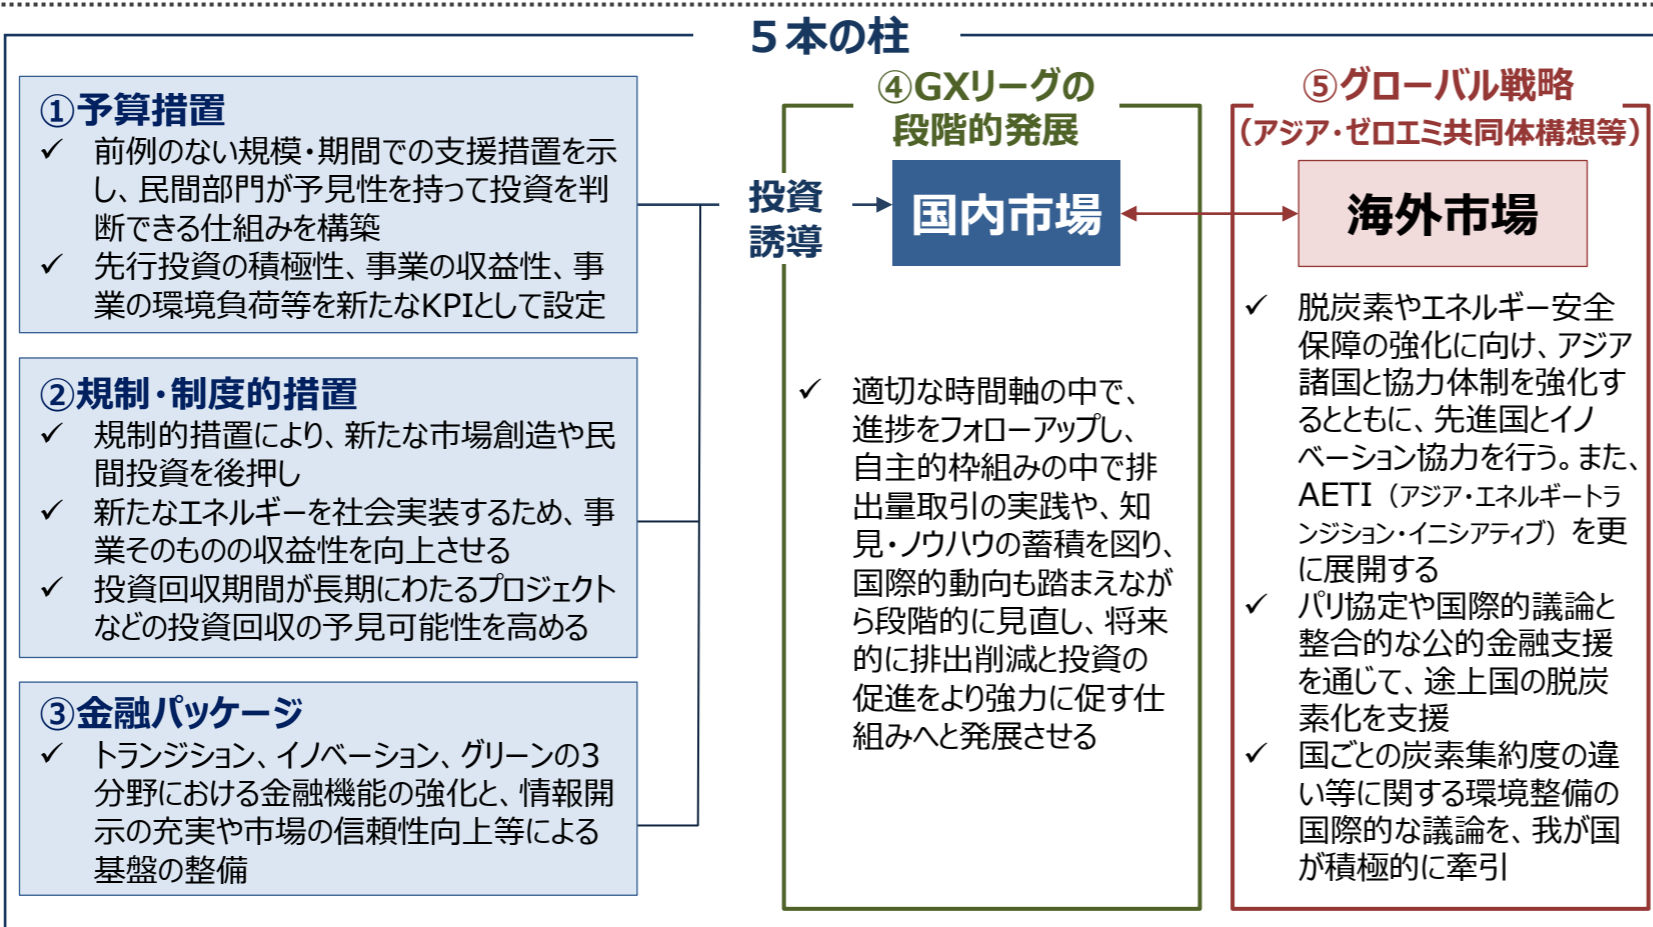 5本の柱
①予算措置
✓ 前例のない規模・期間での支援措置を示
し、民間部門が予見性を持って投資を判
断できる仕組みを構築
✓ 先行投資の積極性、事業の収益性、事
業の環境負荷等を新たなKPIとして設定
②規制・制度的措置
✓ 規制的措置により、新たな市場創造や民
間投資を後押し
✓ 新たなエネルギーを社会実装するため、事
業そのものの収益性を向上させる
✓ 投資回収期間が長期にわたるプロジェクト
などの投資回収の予見可能性を高める
③金融パッケージ
✓ トランジション、イノベーション、グリーンの3
分野における金融機能の強化と、情報開
示の充実や市場の信頼性向上等による
基盤の整備
投資
誘導
④GXリーグの
段階的発展
国内市場
✓ 適切な時間軸の中で、
進捗をフォローアップし、
自主的枠組みの中で排
出量取引の実践や、知
見・ノウハウの蓄積を図り、
国際的動向も踏まえなが
ら段階的に見直し、将来
的に排出削減と投資の
促進をより強力に促す仕
組みへと発展させる
⑤グローバル戦略
（アジア・ゼロエミ共同体構想等）
海外市場
✓ 脱炭素やエネルギー安全
保障の強化に向け、アジア
諸国と協力体制を強化す
るとともに、先進国とイノ
ベーション協力を行う。また、
AETI（アジア・エネルギートラ
ンジション・イニシアティブ）を更
に展開する
✓ パリ協定や国際的議論と
整合的な公的金融支援
を通じて、途上国の脱炭
素化を支援
✓ 国ごとの炭素集約度の違
い等に関する環境整備の
国際的な議論を、我が国
が積極的に牽引